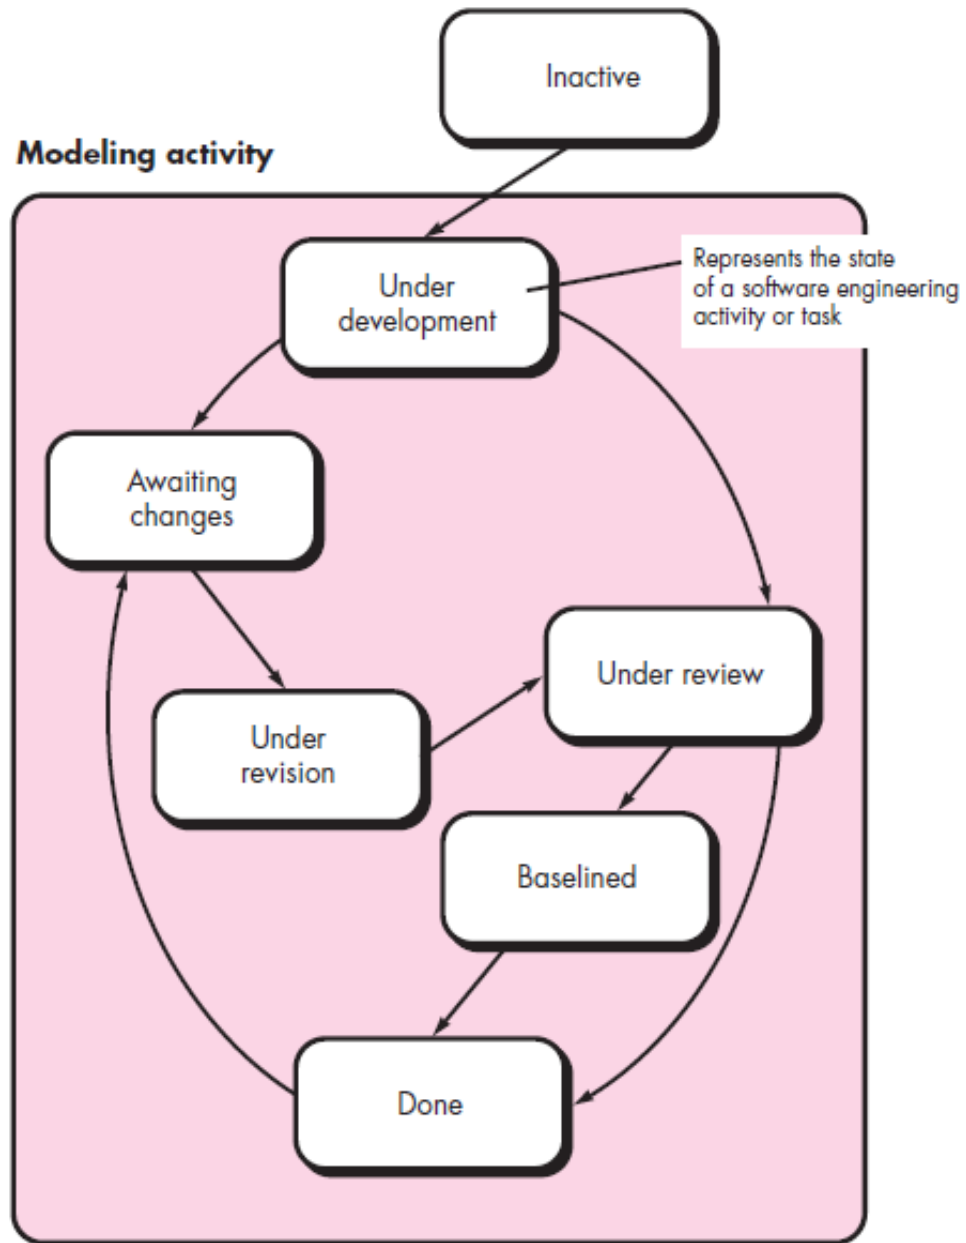 Inactive
Modeling activity
Under
development
Represents the state
of a software engineering
activity or task
Awaiting
changes
Under review
Under
revision
Baselined
Done